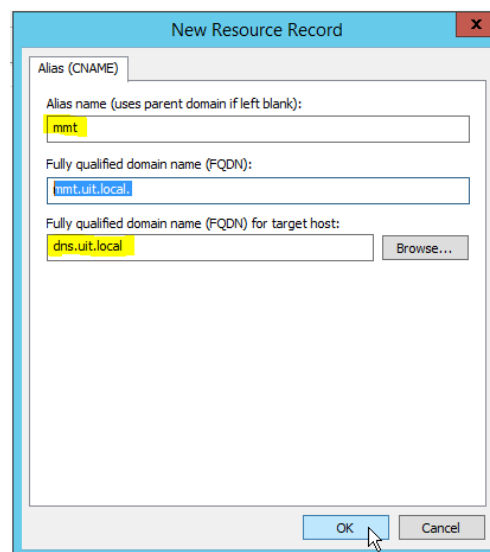 New Resource Record
x
Alias (CNAME)
Alias name (uses parent domain if left blank):
mmt
Fully qualified domain name (FQDN):
mmt.uit.local.
Fully qualified domain name (FQDN) for target host:
dns.uit.local
Browse...
OK
Cancel